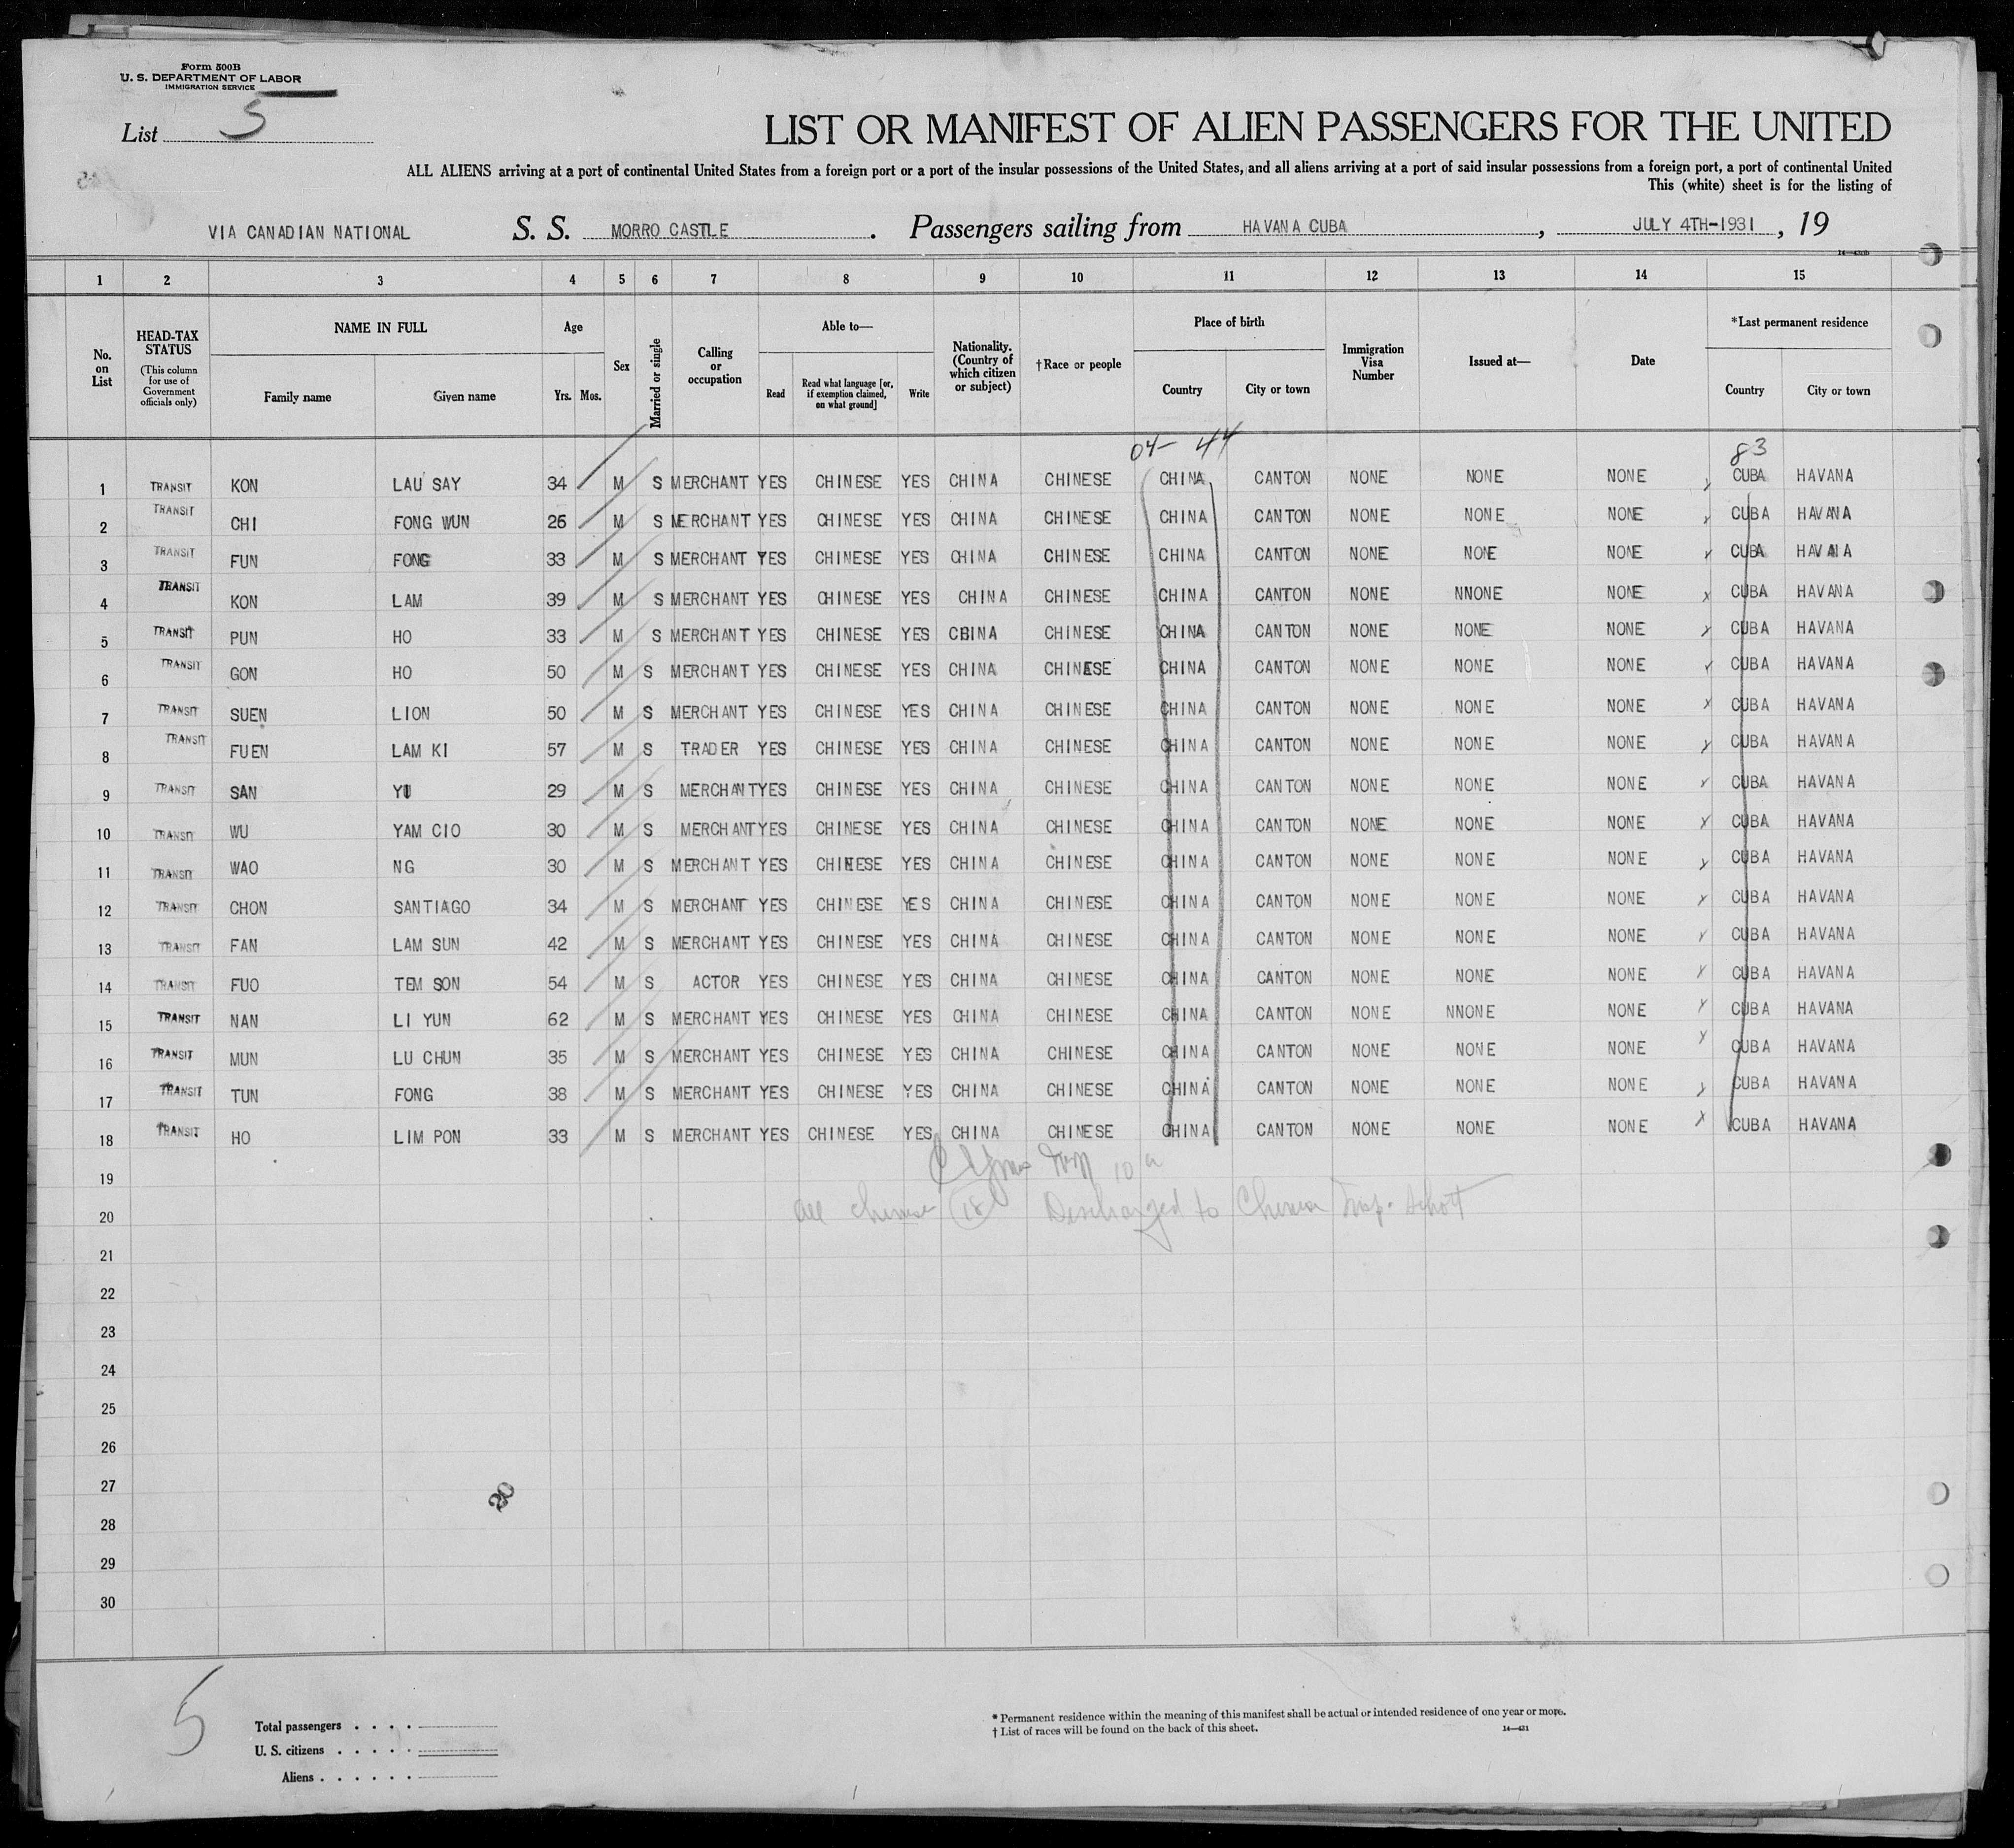 Form 500B
U. S. DEPARTMENT OF LABOR
IMMIGRATION SERVICE
List 5
LIST OR MANIFEST OF ALIEN PASSENGERS FOR THE UNITED
ALL ALIENS arriving at a port of continental United States from a foreign port or a port of the insular possessions of the United States, and all aliens arriving at a port of said insular possessions from a foreign port, a port of continental United
This (white) sheet is for the listing of
VIA CANADIAN NATIONAL S. S. MORRO CASTLE . Passengers sailing from HAVANA CUBA , JULY 4TH-1931 , 19
1 2 3 4 5 6 7 8 9 10 11 12 13 14 15
No. on List
HEAD-TAX STATUS
(This column for use of Government officials only)
NAME IN FULL
Family name Given name
Age
Yrs. Mos.
Sex
Married or single
Calling or occupation
Able to—
Read
Read what language [or, if exemption claimed, on what ground]
Write
Nationality. (Country of which citizen or subject)
†Race or people
Place of birth
Country City or town
Immigration Visa Number
Issued at—
Date
*Last permanent residence
Country City or town
04- 44 83
1 TRANSIT KON LAU SAY 34 M S MERCHANT YES CHINESE YES CHINA CHINESE CHINA CANTON NONE NONE NONE CUBA HAVANA
2 TRANSIT CHI FONG WUN 26 M S MERCHANT YES CHINESE YES CHINA CHINESE CHINA CANTON NONE NONE NONE CUBA HAVANA
3 TRANSIT FUN FONG 33 M S MERCHANT YES CHINESE YES CHINA CHINESE CHINA CANTON NONE NONE NONE CUBA HAVANA
4 TRANSIT KON LAM 39 M S MERCHANT YES CHINESE YES CHINA CHINESE CHINA CANTON NONE NNONE NONE CUBA HAVANA
5 TRANSIT PUN HO 33 M S MERCHANT YES CHINESE YES CHINA CHINESE CHINA CANTON NONE NONE NONE CUBA HAVANA
6 TRANSIT GON HO 50 M S MERCHANT YES CHINESE YES CHINA CHINESE CHINA CANTON NONE NONE NONE CUBA HAVANA
7 TRANSIT SUEN LION 50 M S MERCHANT YES CHINESE YES CHINA CHINESE CHINA CANTON NONE NONE NONE CUBA HAVANA
8 TRANSIT FUEN LAM KI 57 M S TRADER YES CHINESE YES CHINA CHINESE CHINA CANTON NONE NONE NONE CUBA HAVANA
9 TRANSIT SAN YU 29 M S MERCHANT YES CHINESE YES CHINA CHINESE CHINA CANTON NONE NONE NONE CUBA HAVANA
10 TRANSIT WU YAM CIO 30 M S MERCHANT YES CHINESE YES CHINA CHINESE CHINA CANTON NONE NONE NONE CUBA HAVANA
11 TRANSIT WAO NG 30 M S MERCHANT YES CHINESE YES CHINA CHINESE CHINA CANTON NONE NONE NONE CUBA HAVANA
12 TRANSIT CHON SANTIAGO 34 M S MERCHANT YES CHINESE YES CHINA CHINESE CHINA CANTON NONE NONE NONE CUBA HAVANA
13 TRANSIT FAN LAM SUN 42 M S MERCHANT YES CHINESE YES CHINA CHINESE CHINA CANTON NONE NONE NONE CUBA HAVANA
14 TRANSIT FUO TEM SON 54 M S ACTOR YES CHINESE YES CHINA CHINESE CHINA CANTON NONE NONE NONE CUBA HAVANA
15 TRANSIT NAN LI YUN 62 M S MERCHANT YES CHINESE YES CHINA CHINESE CHINA CANTON NONE NNONE NONE CUBA HAVANA
16 TRANSIT MUN LU CHUN 35 M S MERCHANT YES CHINESE YES CHINA CHINESE CHINA CANTON NONE NONE NONE CUBA HAVANA
17 TRANSIT TUN FONG 38 M S MERCHANT YES CHINESE YES CHINA CHINESE CHINA CANTON NONE NONE NONE CUBA HAVANA
18 TRANSIT HO LIM PON 33 M S MERCHANT YES CHINESE YES CHINA CHINESE CHINA CANTON NONE NONE NONE CUBA HAVANA
19 10a
20 all chinese 18 Discharged to Chinese Insp.
21
22
23
24
25
26
27 20
28
29
30
5
Total passengers . . . .
U. S. citizens . . . . .
Aliens . . . . . .
* Permanent residence within the meaning of this manifest shall be actual or intended residence of one year or more.
† List of races will be found on the back of this sheet. 14—431